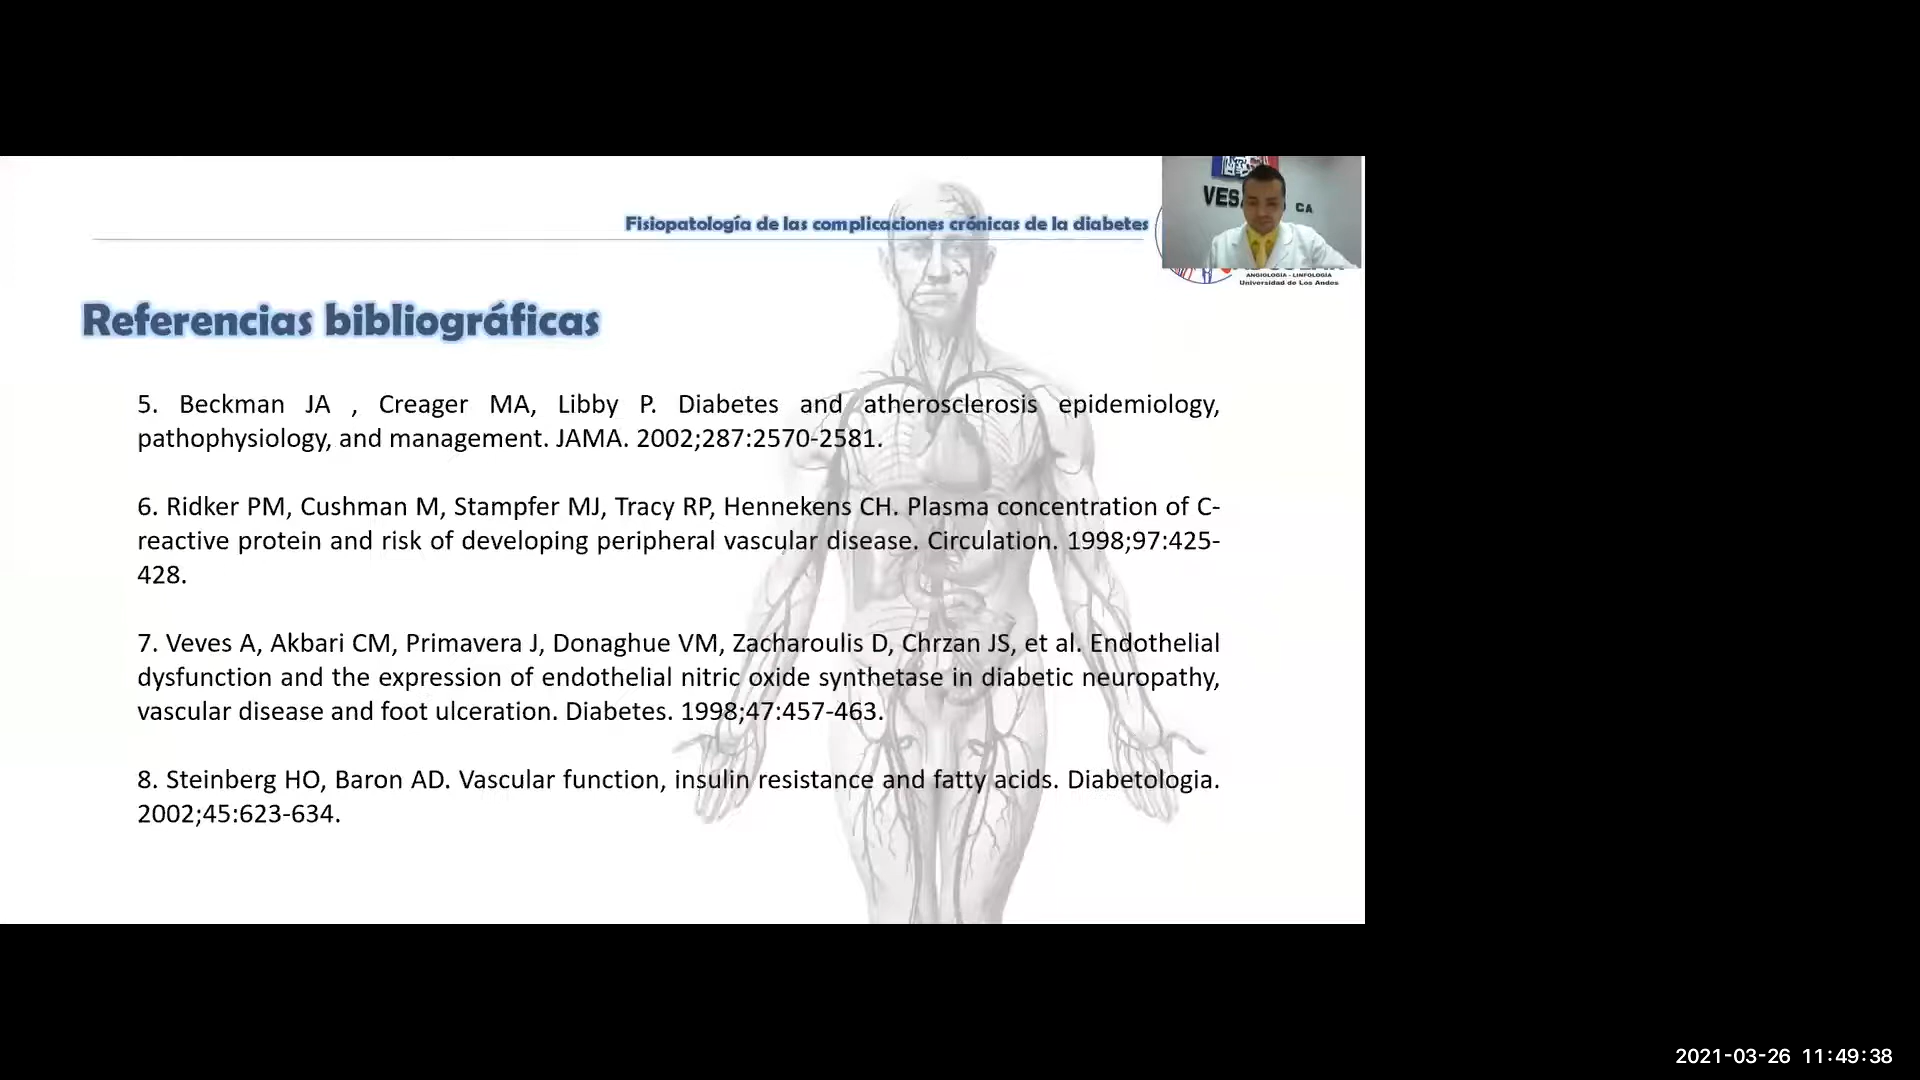 Fisiopatología de las complicaciones crónicas de la diabetes
CA
ANGIOLOGÍA - LINFOLOGÍA
Universidad de Los Andes
Referencias bibliográficas
5. Beckman JA , Creager MA, Libby P. Diabetes and atherosclerosis epidemiology,
pathophysiology, and management. JAMA. 2002;287:2570-2581.
6. Ridker PM, Cushman M, Stampfer MJ, Tracy RP, Hennekens CH. Plasma concentration of C-
reactive protein and risk of developing peripheral vascular disease. Circulation. 1998;97:425-
428.
7. Veves A, Akbari CM, Primavera J, Donaghue VM, Zacharoulis D, Chrzan JS, et al. Endothelial
dysfunction and the expression of endothelial nitric oxide synthetase in diabetic neuropathy,
vascular disease and foot ulceration. Diabetes. 1998;47:457-463.
8. Steinberg HO, Baron AD. Vascular function, insulin resistance and fatty acids. Diabetologia.
2002;45:623-634.
2021-03-26 11:49:38